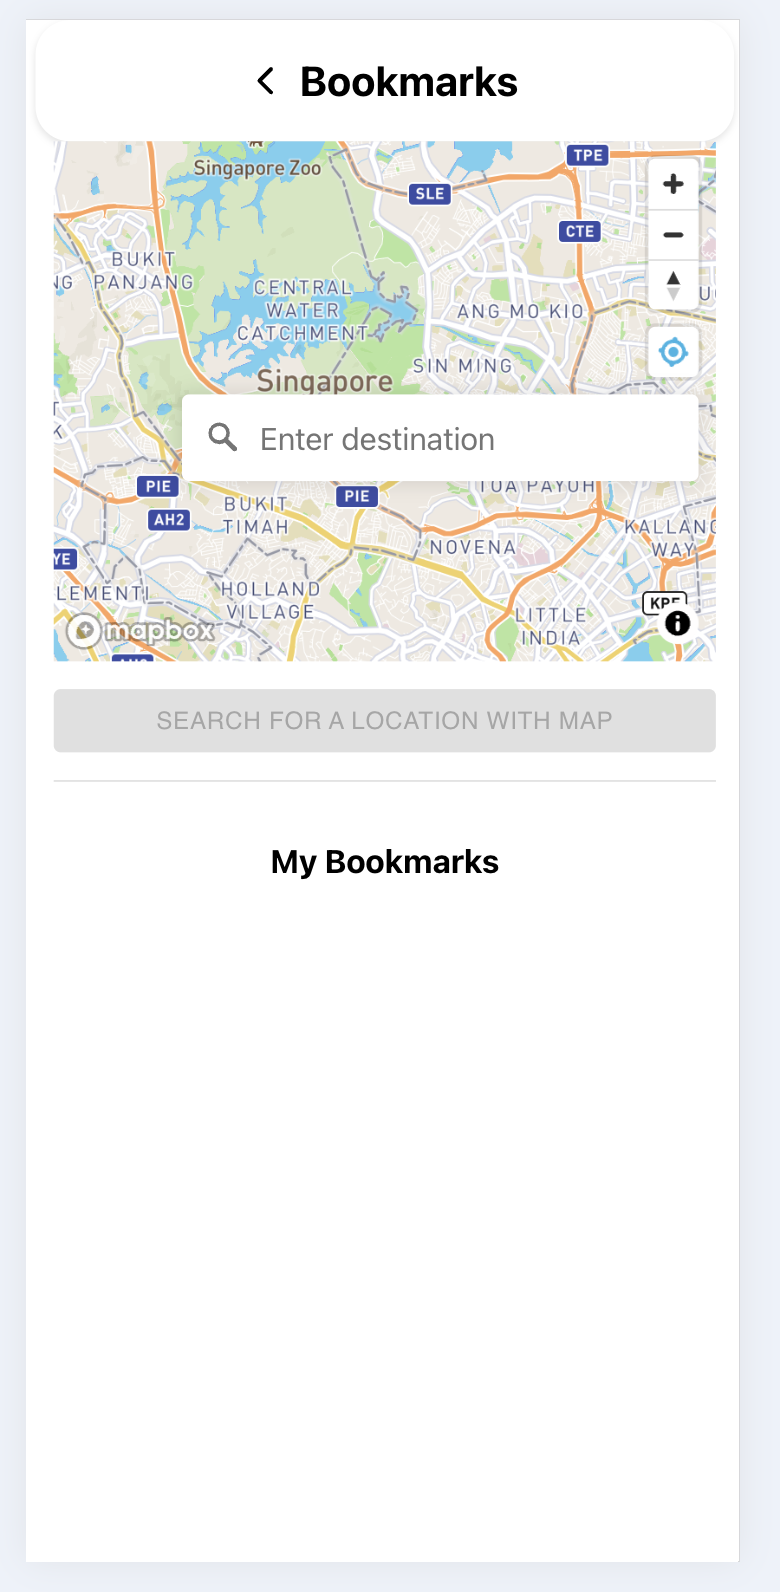 Bookmarks
Singapore Zoo
TPE
SLE
CTE
BUKIT
PANJANG
NG
CENTRAL
WATER
CATCHMENT
ANG MO KIO
SIN MING
Singapore
Enter destination
PIE
PIE
TOA PAYUH
AH2
BUKIT
TIMAH
NOVENA
KALLANG
WAY
YE
LEMENTI
HOLLAND
VILLAGE
LITTLE
INDIA
KPE
mapbox
SEARCH FOR A LOCATION WITH MAP
My Bookmarks